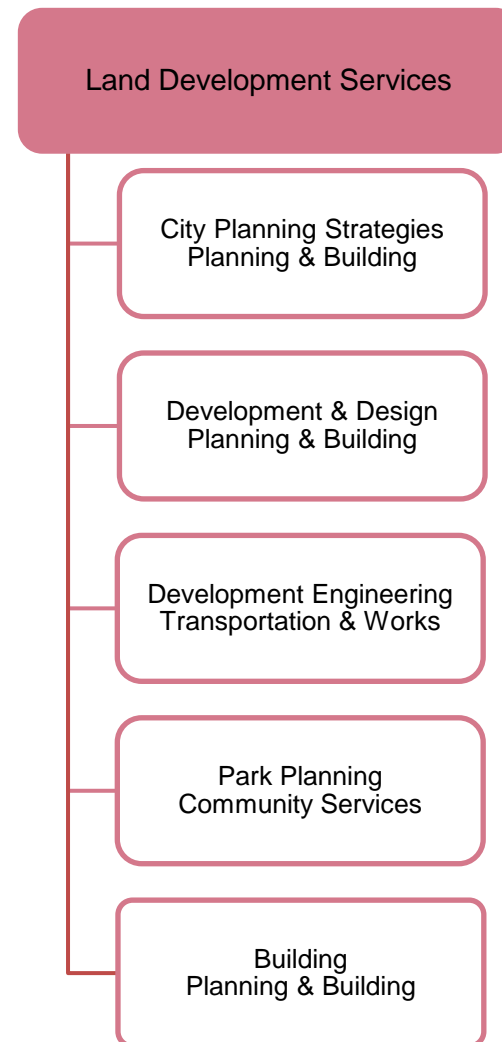 Land Development Services
City Planning Strategies
Planning & Building
Development & Design
Planning & Building
Development Engineering
Transportation & Works
Park Planning
Community Services
Building
Planning & Building